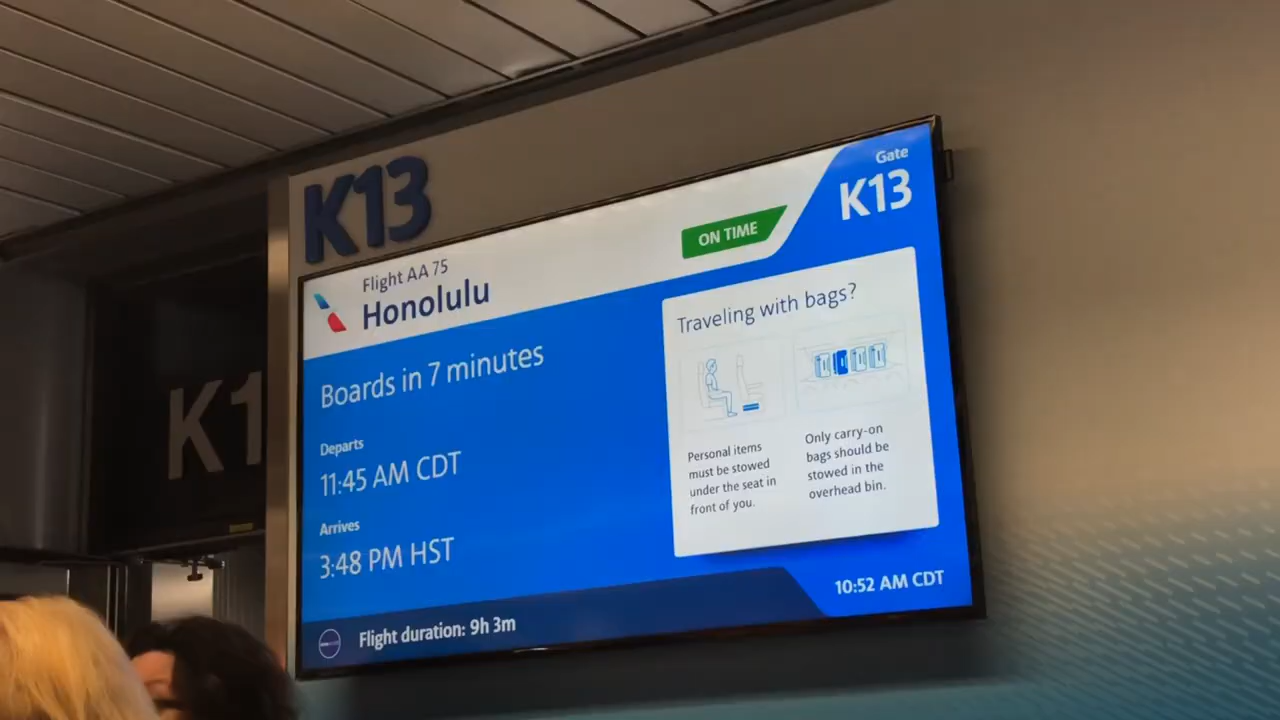 K13
K1
Gate
K13
ON TIME
Flight AA 75
Honolulu
Boards in 7 minutes
Departs
11:45 AM CDT
Arrives
3:48 PM HST
Traveling with bags?
Personal items
must be stowed
under the seat in
front of you.
Only carry-on
bags should be
stowed in the
overhead bin.
10:52 AM CDT
Flight duration: 9h 3m